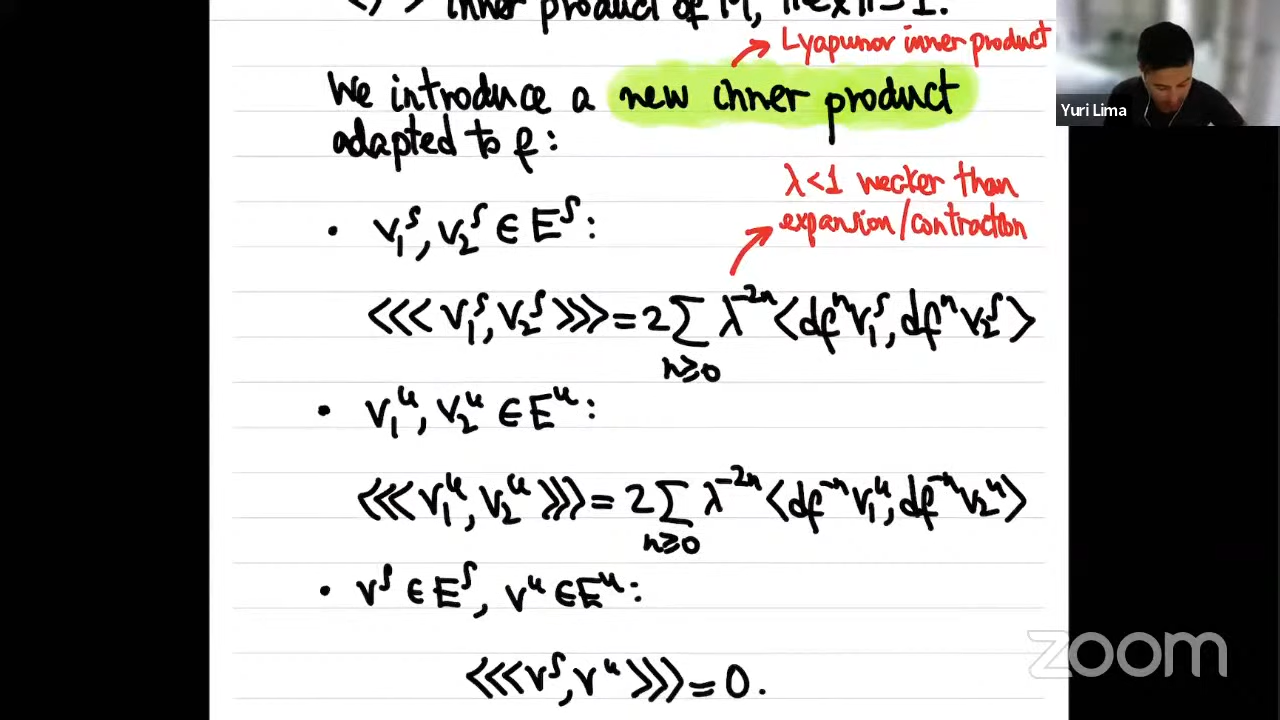 <,> inner product of M, ||ex||=1.
Lyapunov inner product
We introduce a new inner product
adapted to f:
λ<1 weaker than
expansion/contraction
• v₁ˢ, v₂ˢ ∈ Eˢ:
<<< v₁ˢ, v₂ˢ >>> = 2 ∑ λ⁻²ⁿ <dfⁿv₁ˢ, dfⁿv₂ˢ>
n≥0
• v₁ᵘ, v₂ᵘ ∈ Eᵘ:
<<< v₁ᵘ, v₂ᵘ >>> = 2 ∑ λ⁻²ⁿ <df⁻ⁿv₁ᵘ, df⁻ⁿv₂ᵘ>
n≥0
• vˢ ∈ Eˢ, vᵘ ∈ Eᵘ:
<<< vˢ, vᵘ >>> = 0.
Yuri Lima
zoom